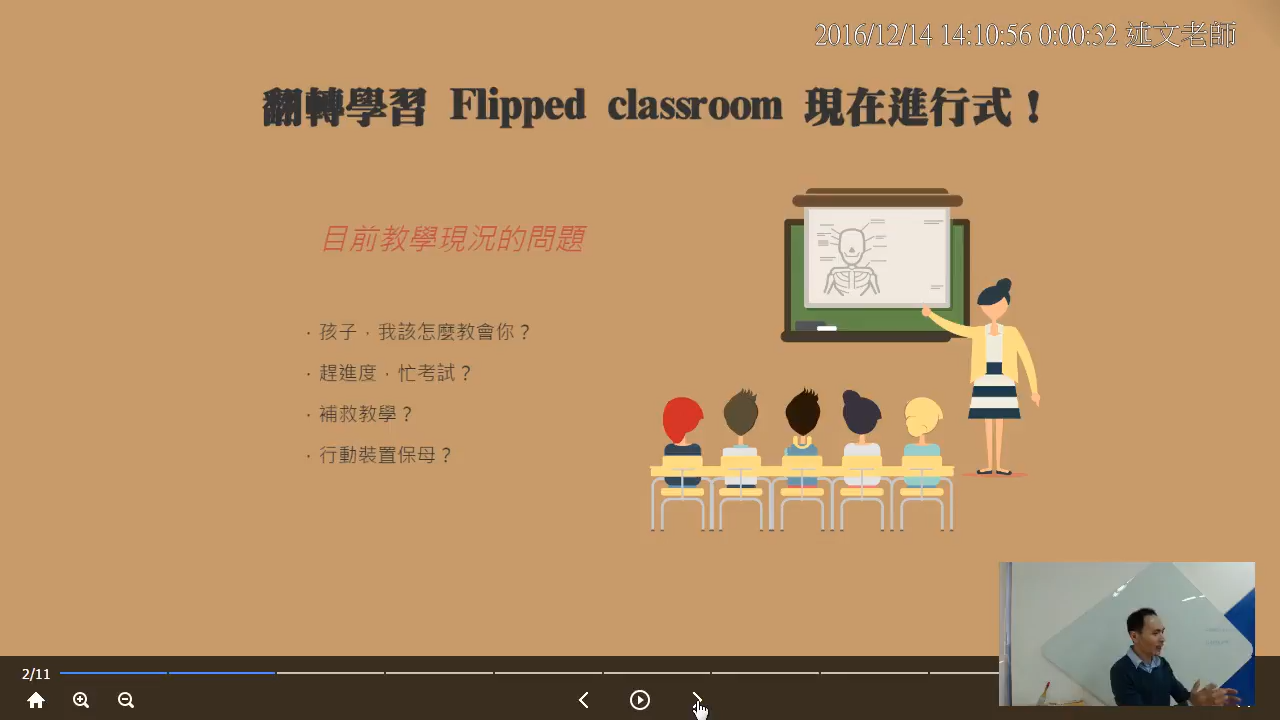 2016/12/14 14:10:56 0:00:32 述文老師
翻轉學習 Flipped classroom 現在進行式！
目前教學現況的問題
· 孩子，我該怎麼教會你？
· 趕進度，忙考試？
· 補救教學？
· 行動裝置保母？
2/11